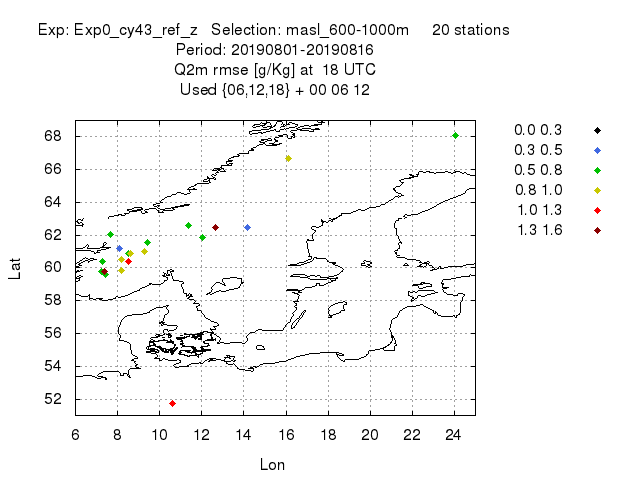 Exp: Exp0_cy43_ref_z   Selection: masl_600-1000m     20 stations
Period: 20190801-20190816
Q2m rmse [g/Kg] at  18 UTC
Used {06,12,18} + 00 06 12
0.0 0.3
0.3 0.5
0.5 0.8
0.8 1.0
1.0 1.3
1.3 1.6
Lat
68
66
64
62
60
58
56
54
52
6 8 10 12 14 16 18 20 22 24
Lon